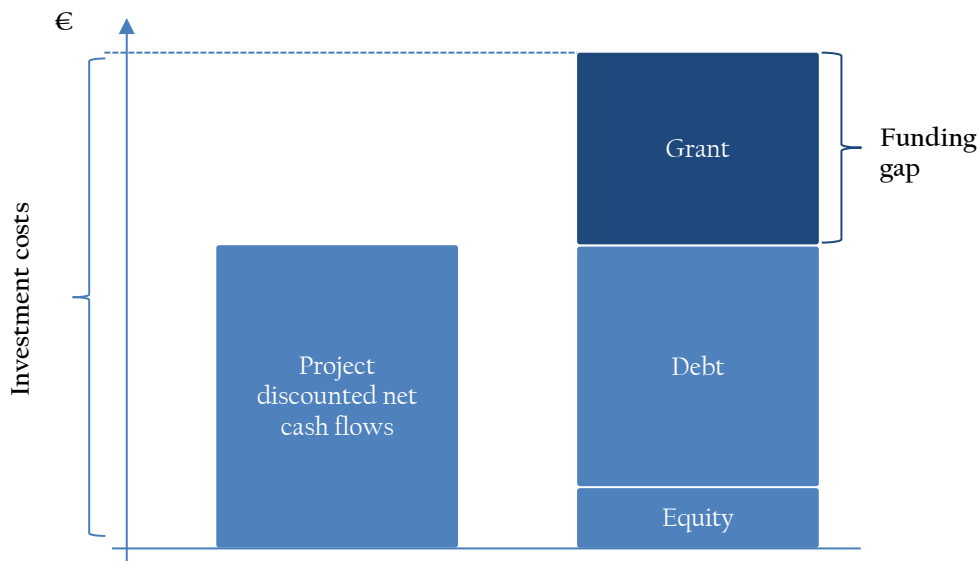 €
Investment costs
Grant
Funding
gap
Project
discounted net
cash flows
Debt
Equity